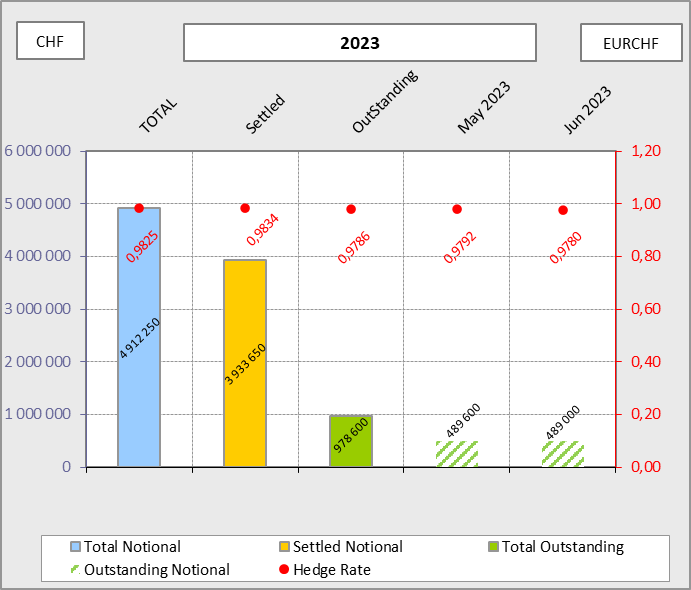 CHF
2023
EURCHF
TOTAL
Settled
OutStanding
May 2023
Jun 2023
6 000 000
5 000 000
4 000 000
3 000 000
2 000 000
1 000 000
0
1,20
1,00
0,80
0,60
0,40
0,20
0,00
0,9825
0,9834
0,9786
0,9792
0,9780
4 912 250
3 933 650
978 600
489 600
489 000
Total Notional
Settled Notional
Total Outstanding
Outstanding Notional
Hedge Rate